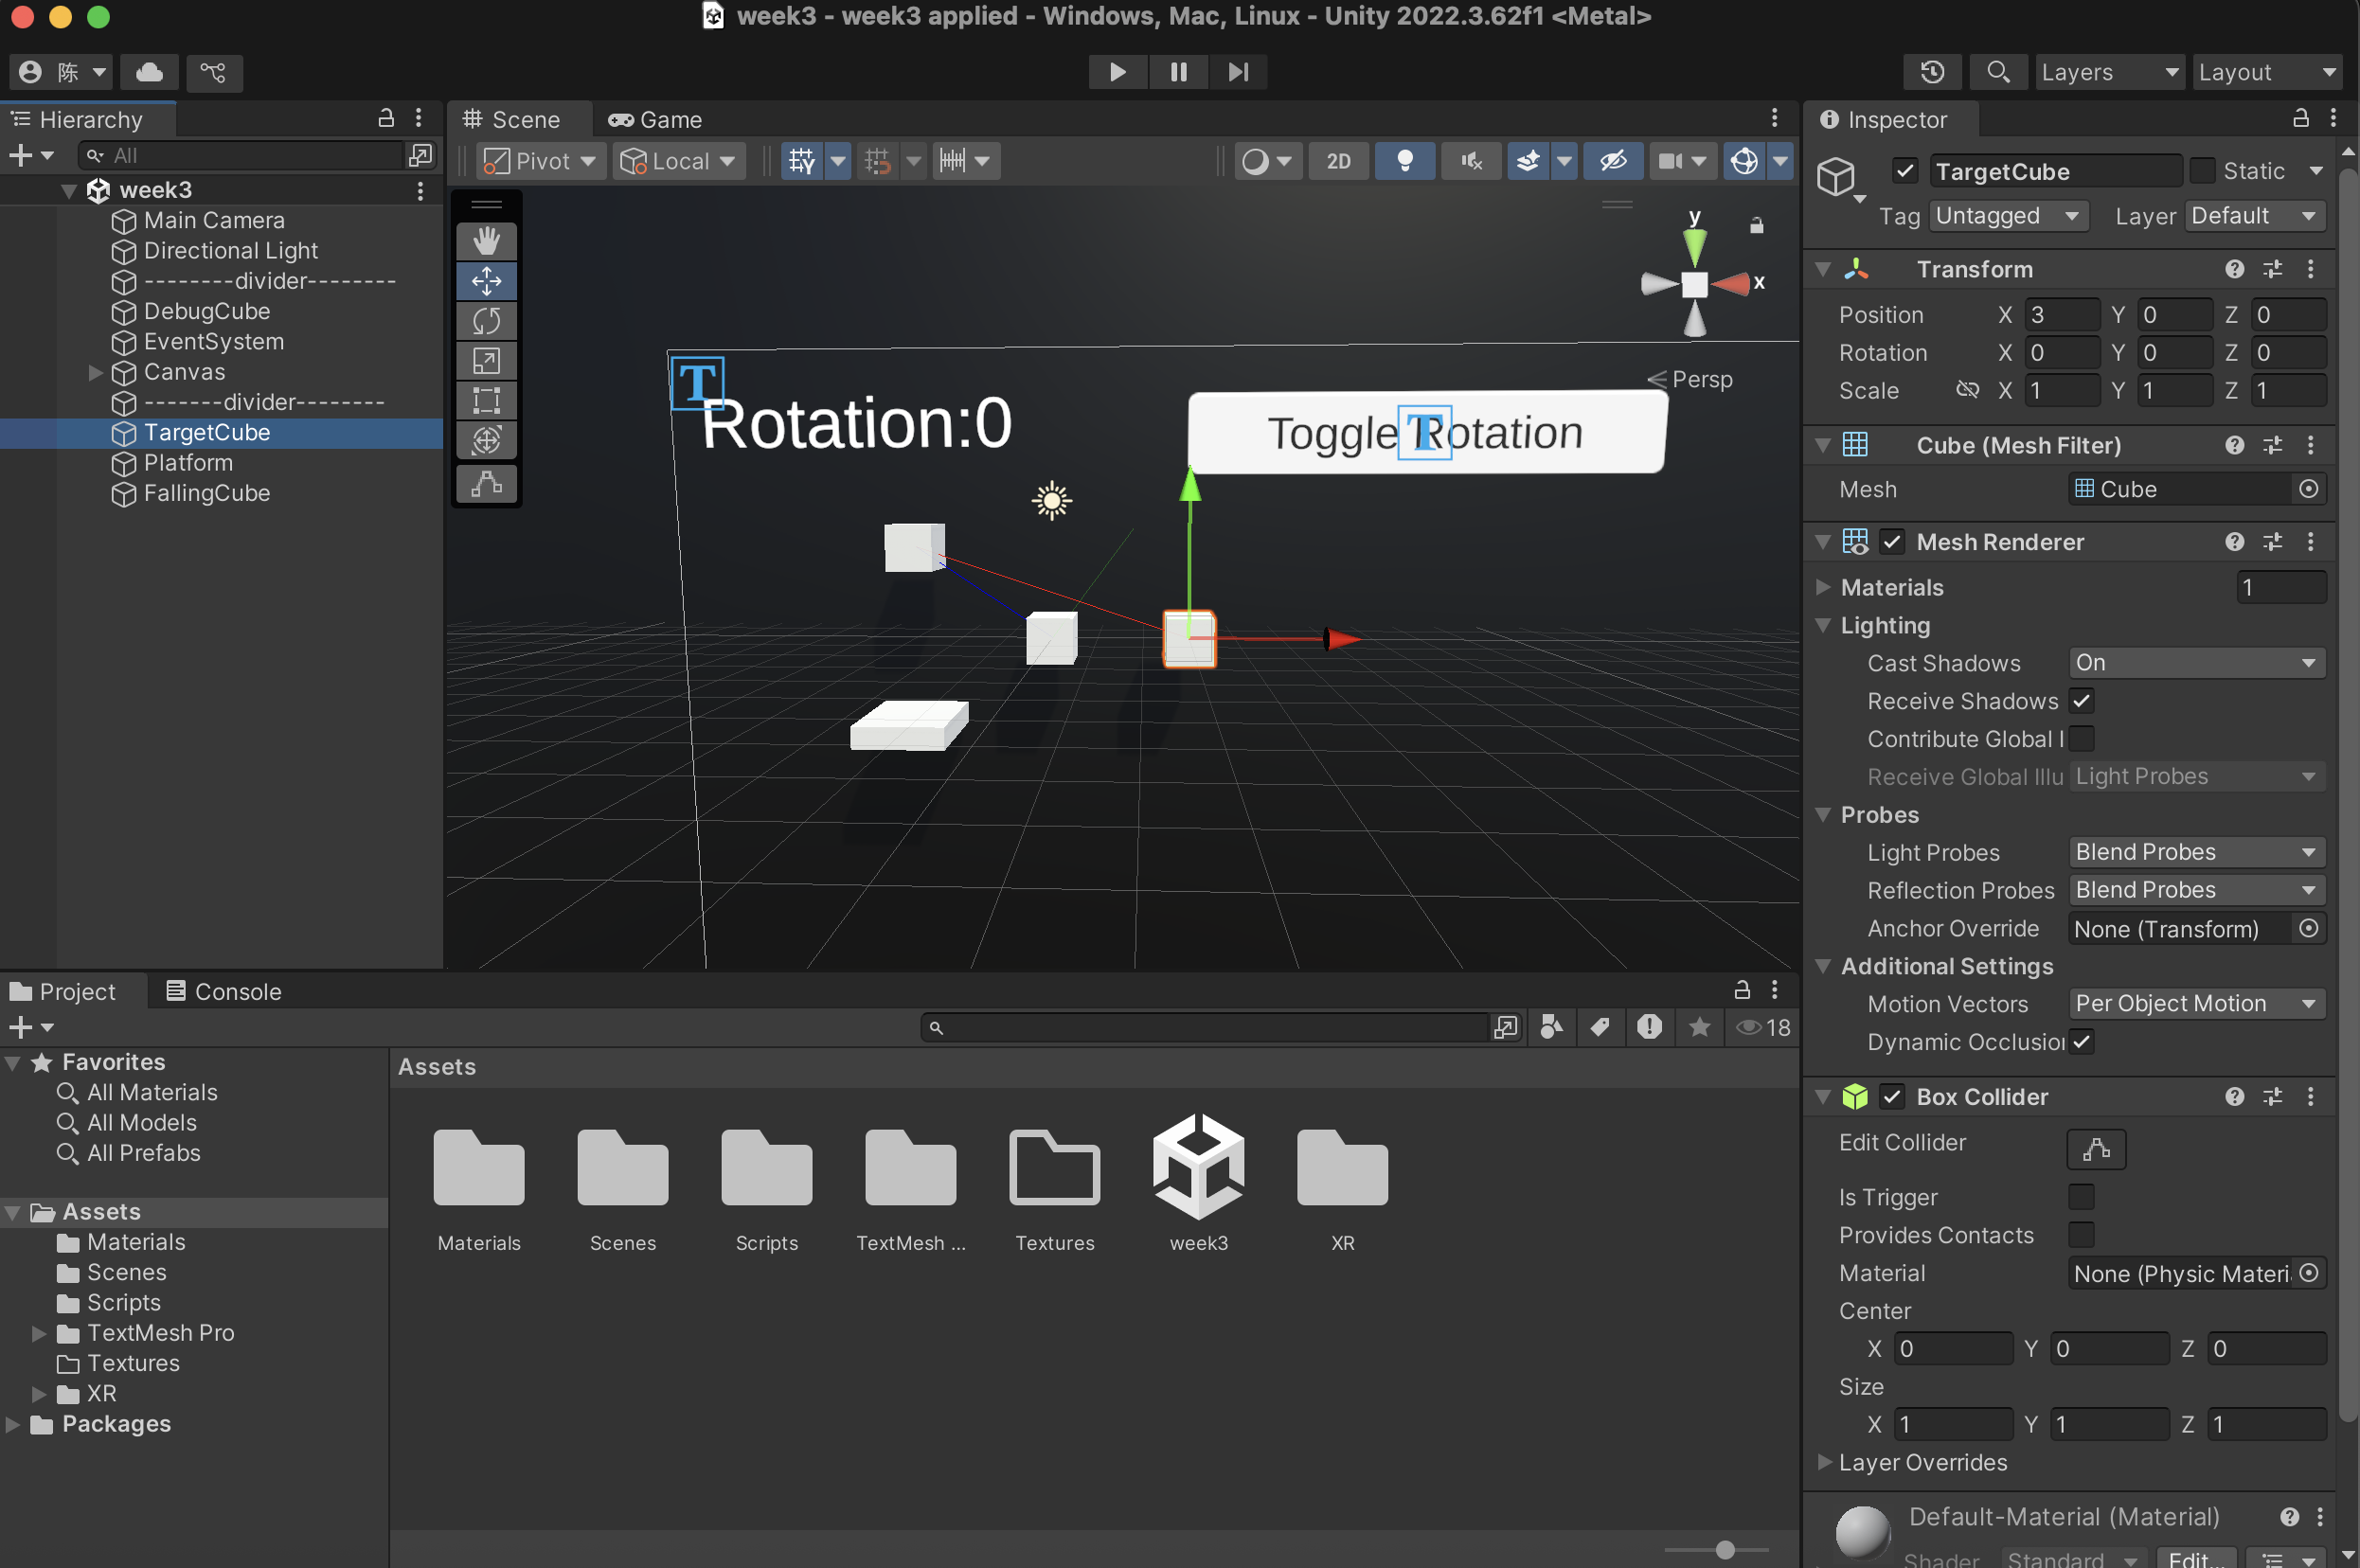 week3 - week3 applied - Windows, Mac, Linux - Unity 2022.3.62f1 <Metal>
陈
Layers
Layout
Hierarchy
All
week3
Main Camera
Directional Light
--------divider--------
DebugCube
EventSystem
Canvas
-------divider--------
TargetCube
Platform
FallingCube
Scene
Game
Pivot
Local
2D
y
x
Persp
Rotation:0
Toggle Rotation
Inspector
TargetCube
Static
Tag Untagged Layer Default
Transform
Position X 3 Y 0 Z 0
Rotation X 0 Y 0 Z 0
Scale X 1 Y 1 Z 1
Cube (Mesh Filter)
Mesh Cube
Mesh Renderer
Materials 1
Lighting
Cast Shadows On
Receive Shadows
Contribute Global I
Receive Global Illu Light Probes
Probes
Light Probes Blend Probes
Reflection Probes Blend Probes
Anchor Override None (Transform)
Additional Settings
Motion Vectors Per Object Motion
Dynamic Occlusion
Box Collider
Edit Collider
Is Trigger
Provides Contacts
Material None (Physic Materi
Center
X 0 Y 0 Z 0
Size
X 1 Y 1 Z 1
Layer Overrides
Default-Material (Material)
Shader Standard Edit...
Project
Console
18
Favorites
All Materials
All Models
All Prefabs
Assets
Materials
Scenes
Scripts
TextMesh Pro
Textures
XR
Packages
Assets
Materials
Scenes
Scripts
TextMesh ...
Textures
week3
XR